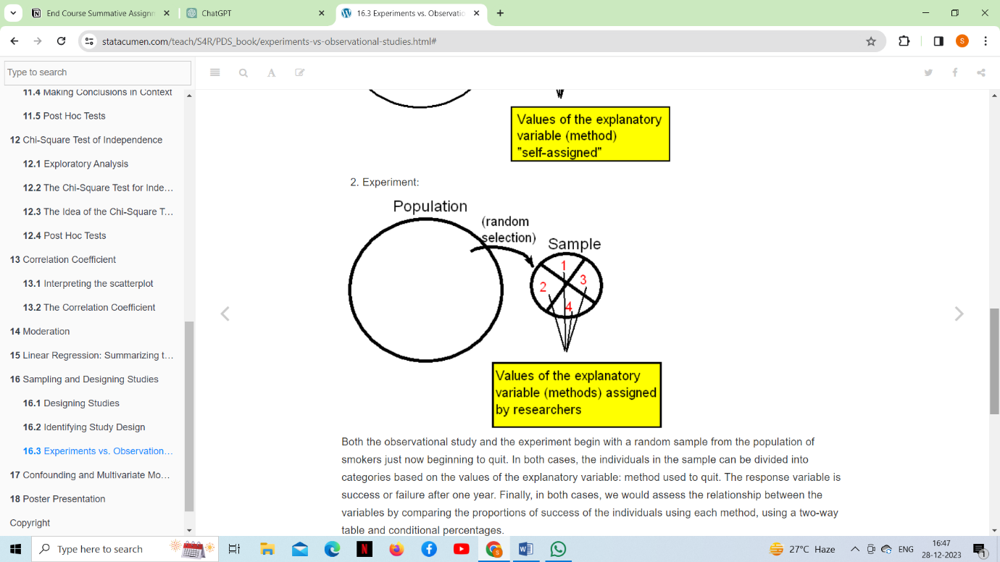 End Course Summative Assignm
ChatGPT
16.3 Experiments vs. Observatio
statacumen.com/teach/S4R/PDS_book/experiments-vs-observational-studies.html#
S
Type to search
A
11.4 Making Conclusions in Context
11.5 Post Hoc Tests
12 Chi-Square Test of Independence
12.1 Exploratory Analysis
12.2 The Chi-Square Test for Inde…
12.3 The Idea of the Chi-Square T…
12.4 Post Hoc Tests
13 Correlation Coefficient
13.1 Interpreting the scatterplot
13.2 The Correlation Coefficient
14 Moderation
15 Linear Regression: Summarizing t…
16 Sampling and Designing Studies
16.1 Designing Studies
16.2 Identifying Study Design
16.3 Experiments vs. Observation…
17 Confounding and Multivariate Mo…
18 Poster Presentation
Copyright
Values of the explanatory
variable (method)
"self-assigned"
2. Experiment:
Population
(random
selection)
Sample
1
2
3
4
Values of the explanatory
variable (methods) assigned
by researchers
Both the observational study and the experiment begin with a random sample from the population of
smokers just now beginning to quit. In both cases, the individuals in the sample can be divided into
categories based on the values of the explanatory variable: method used to quit. The response variable is
success or failure after one year. Finally, in both cases, we would assess the relationship between the
variables by comparing the proportions of success of the individuals using each method, using a two-way
table and conditional percentages.
Type here to search
27°C Haze
ENG
16:47
28-12-2023
1